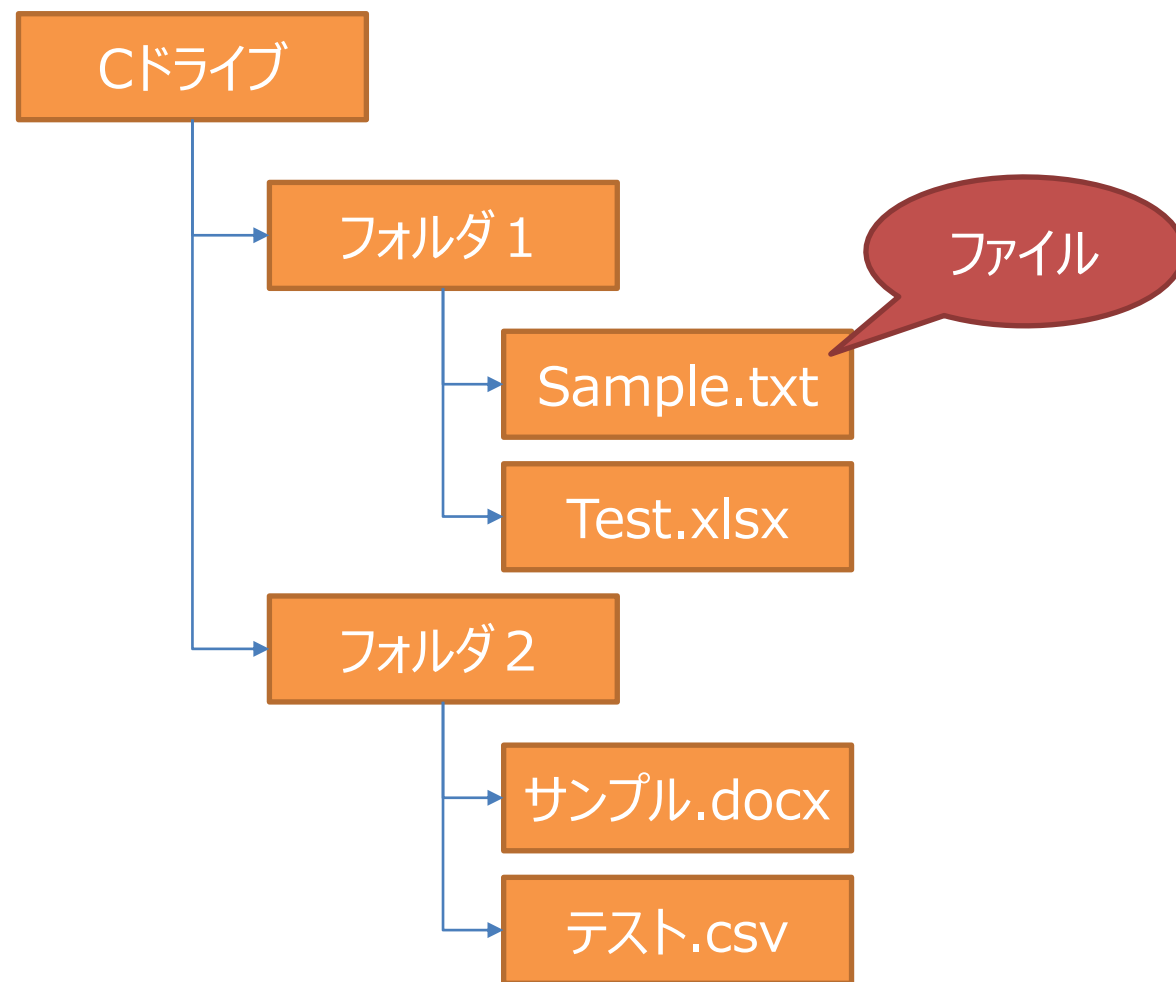 Cドライブ
フォルダ１
ファイル
Sample.txt
Test.xlsx
フォルダ２
サンプル.docx
テスト.csv